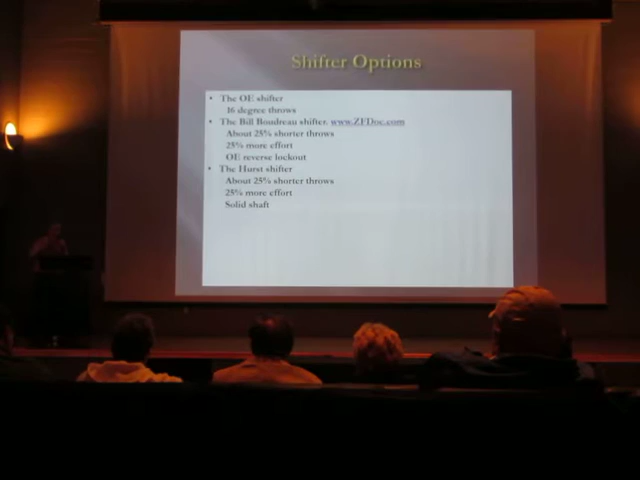 Shifter Options
• The OE shifter
16 degree throws
• The Bill Boudreau shifter. www.ZFDoc.com
About 25% shorter throws
25% more effort
OE reverse lockout
• The Hurst shifter
About 25% shorter throws
25% more effort
Solid shaft